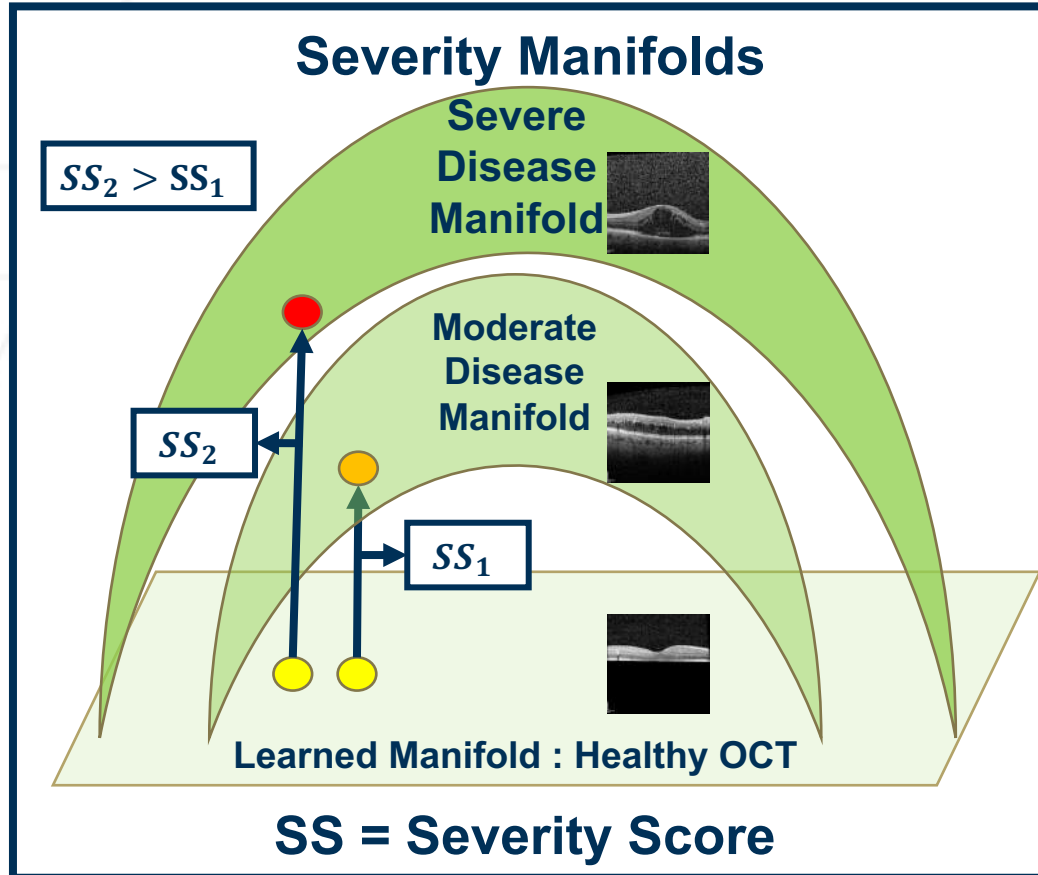 Severity Manifolds
Severe
Disease
Manifold
𝑺𝑺₂ > SS₁
Moderate
Disease
Manifold
𝑺𝑺₂
𝑺𝑺₁
Learned Manifold : Healthy OCT
SS = Severity Score